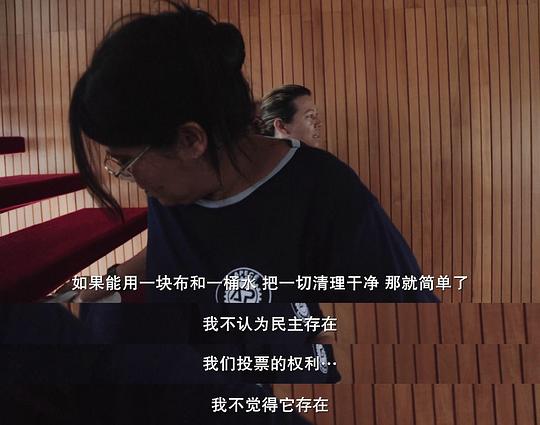 如果能用一块布和一桶水 把一切清理干净 那就简单了
我不认为民主存在
我们投票的权利…
我不觉得它存在